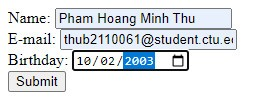 Name: Pham Hoang Minh Thu
E-mail: thub2110061@student.ctu.e
Birthday: 10/02/2003
Submit